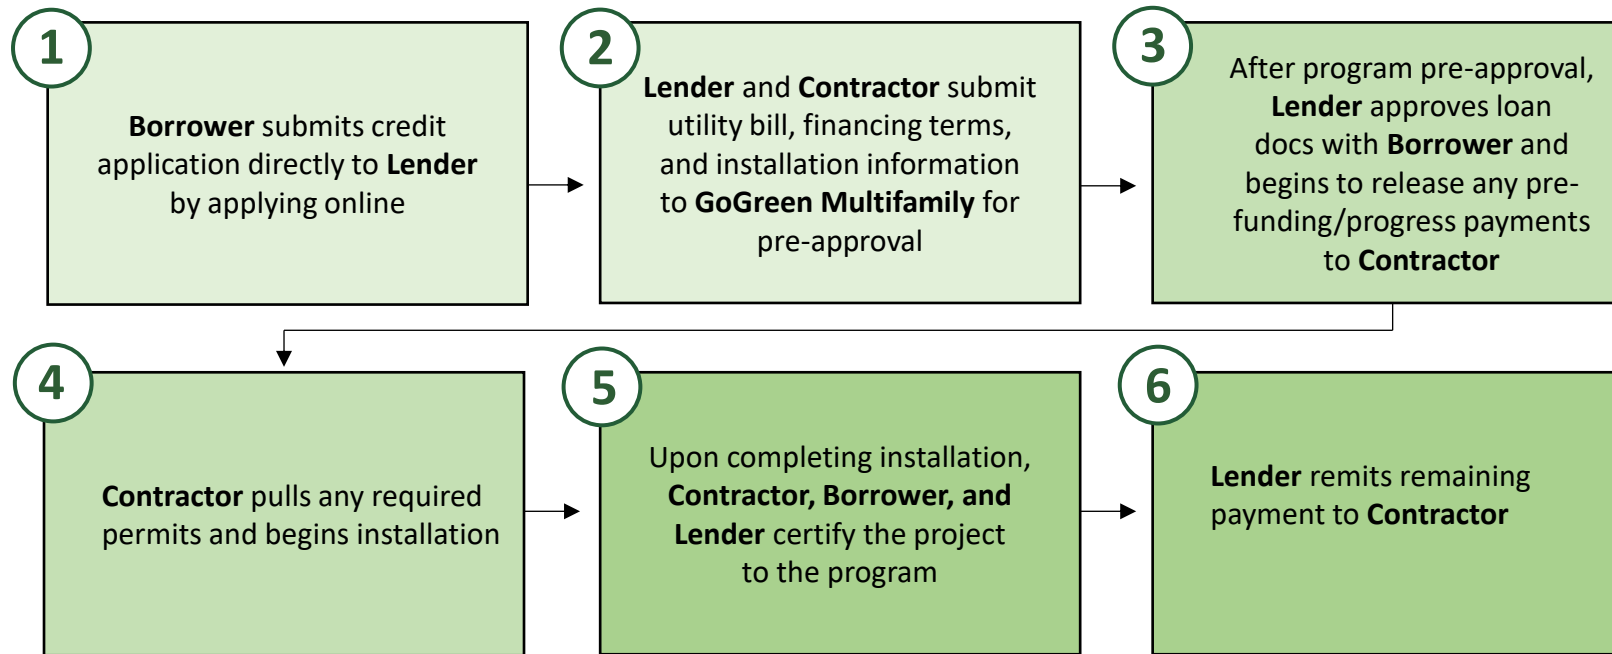 1
Borrower submits credit
application directly to Lender
by applying online
2
Lender and Contractor submit
utility bill, financing terms,
and installation information
to GoGreen Multifamily for
pre-approval
3
After program pre-approval,
Lender approves loan
docs with Borrower and
begins to release any pre-
funding/progress payments
to Contractor
4
Contractor pulls any required
permits and begins installation
5
Upon completing installation,
Contractor, Borrower, and
Lender certify the project
to the program
6
Lender remits remaining
payment to Contractor